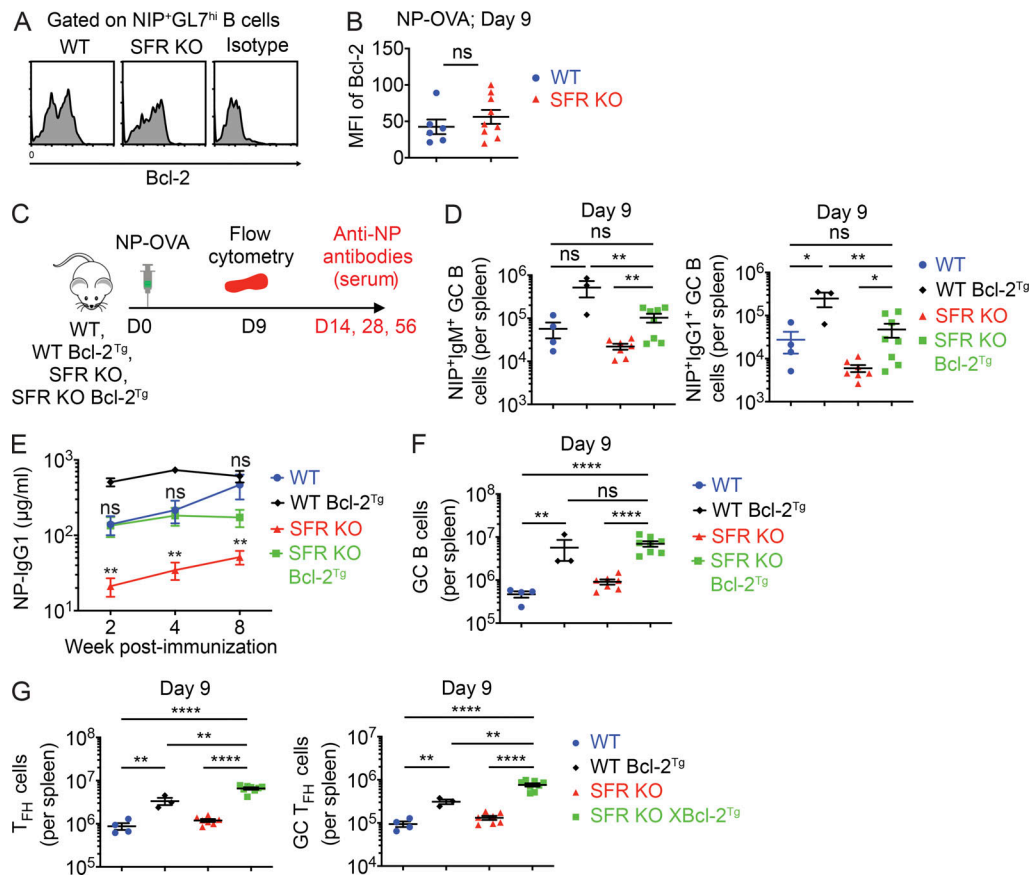 A
Gated on NIP⁺GL7ʰⁱ B cells
WT
SFR KO
Isotype
0
Bcl-2
B
NP-OVA; Day 9
ns
MFI of Bcl-2
150
100
50
0
WT
SFR KO
C
NP-OVA
Flow
cytometry
Anti-NP
antibodies
(serum)
D0
D9
D14, 28, 56
WT,
WT Bcl-2ᵀᵍ,
SFR KO,
SFR KO Bcl-2ᵀᵍ
D
Day 9
ns
ns
**
**
NIP⁺IgM⁺ GC B
cells (per spleen)
10⁶
10⁵
10⁴
10³
Day 9
ns
*
**
*
NIP⁺IgG1⁺ GC B
cells (per spleen)
10⁶
10⁵
10⁴
10³
WT
WT Bcl-2ᵀᵍ
SFR KO
SFR KO
Bcl-2ᵀᵍ
E
NP-IgG1 (µg/ml)
10³
10²
10¹
ns
ns
ns
**
**
**
2
4
8
Week post-immunization
WT
WT Bcl-2ᵀᵍ
SFR KO
SFR KO
Bcl-2ᵀᵍ
F
Day 9
****
ns
**
****
GC B cells
(per spleen)
10⁸
10⁷
10⁶
10⁵
WT
WT Bcl-2ᵀᵍ
SFR KO
SFR KO
Bcl-2ᵀᵍ
G
Day 9
****
**
**
****
T_FH cells
(per spleen)
10⁸
10⁷
10⁶
10⁵
Day 9
****
**
**
****
GC T_FH cells
(per spleen)
10⁷
10⁶
10⁵
10⁴
WT
WT Bcl-2ᵀᵍ
SFR KO
SFR KO XBcl-2ᵀᵍ